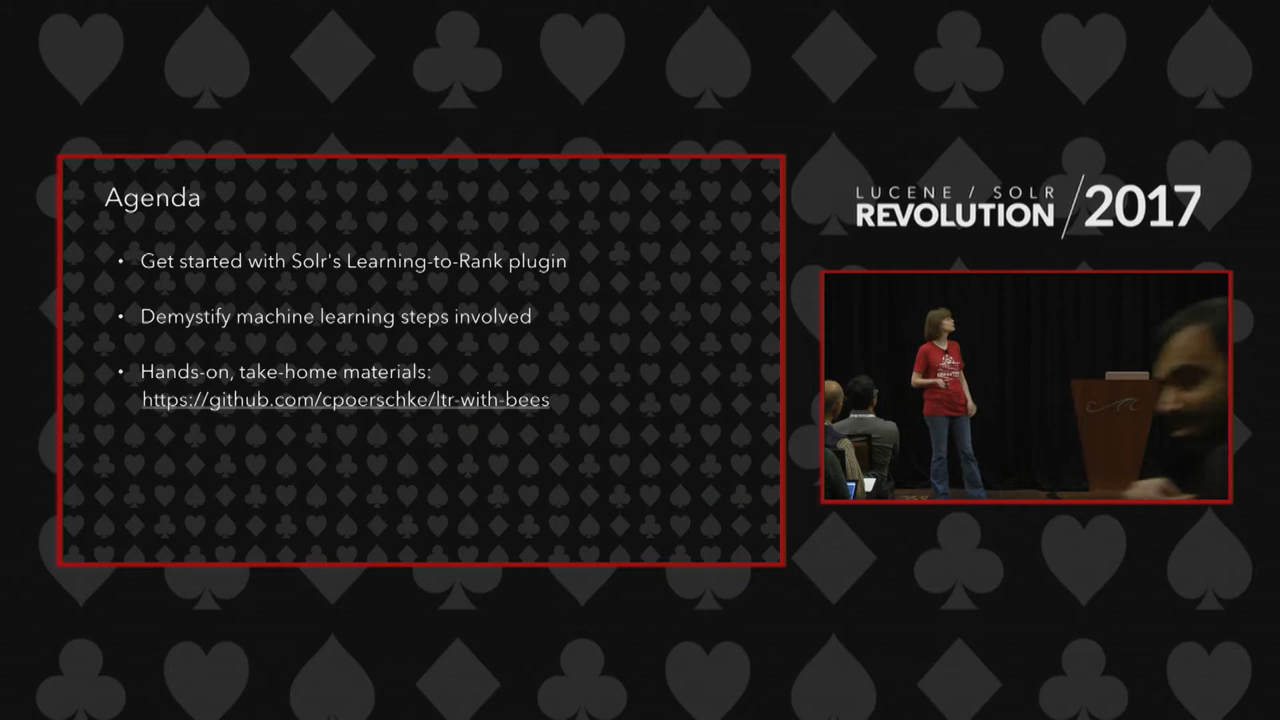 Agenda
• Get started with Solr's Learning-to-Rank plugin
• Demystify machine learning steps involved
• Hands-on, take-home materials:
https://github.com/cpoerschke/ltr-with-bees
LUCENE / SOLR
REVOLUTION / 2017